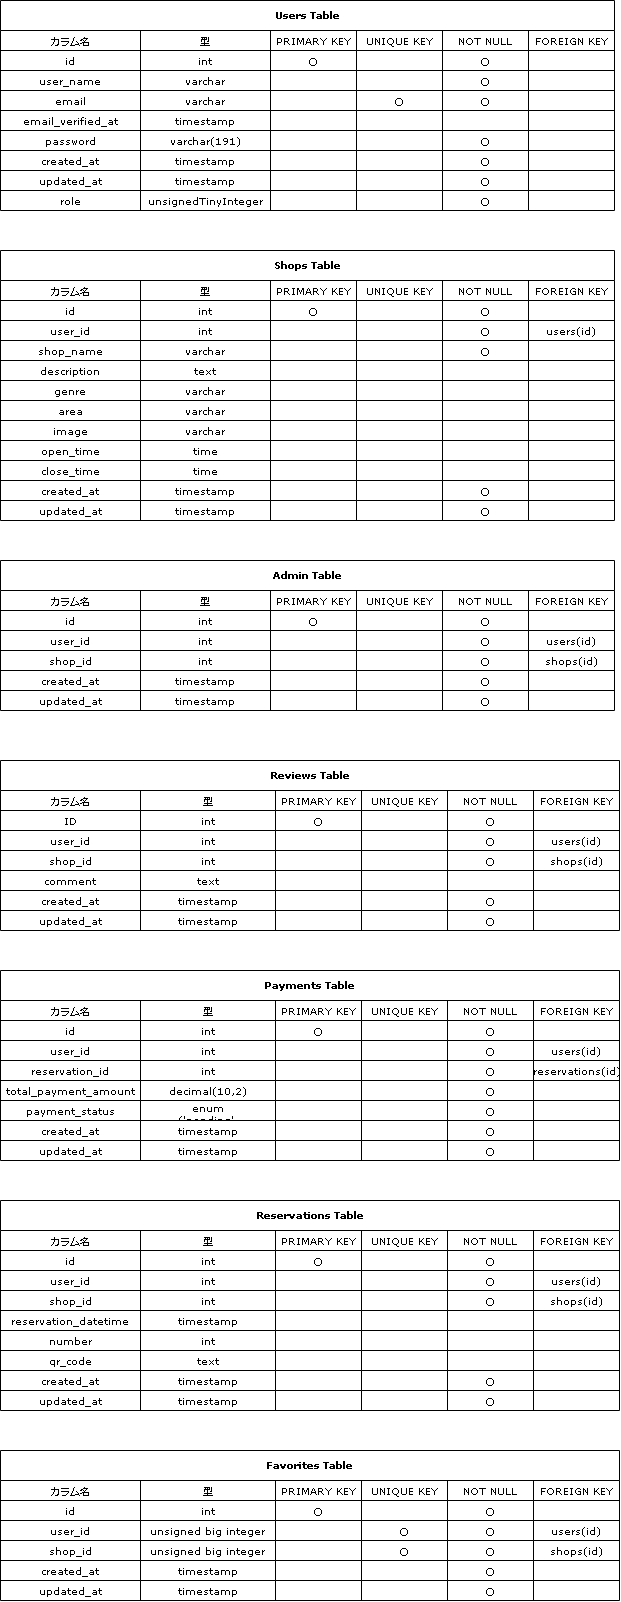 Users Table
カラム名 型 PRIMARY KEY UNIQUE KEY NOT NULL FOREIGN KEY
id int ○ ○
user_name varchar ○
email varchar ○ ○
email_verified_at timestamp
password varchar(191) ○
created_at timestamp ○
updated_at timestamp ○
role unsignedTinyInteger ○
Shops Table
カラム名 型 PRIMARY KEY UNIQUE KEY NOT NULL FOREIGN KEY
id int ○ ○
user_id int ○ users(id)
shop_name varchar ○
description text
genre varchar
area varchar
image varchar
open_time time
close_time time
created_at timestamp ○
updated_at timestamp ○
Admin Table
カラム名 型 PRIMARY KEY UNIQUE KEY NOT NULL FOREIGN KEY
id int ○ ○
user_id int ○ users(id)
shop_id int ○ shops(id)
created_at timestamp ○
updated_at timestamp ○
Reviews Table
カラム名 型 PRIMARY KEY UNIQUE KEY NOT NULL FOREIGN KEY
ID int ○ ○
user_id int ○ users(id)
shop_id int ○ shops(id)
comment text
created_at timestamp ○
updated_at timestamp ○
Payments Table
カラム名 型 PRIMARY KEY UNIQUE KEY NOT NULL FOREIGN KEY
id int ○ ○
user_id int ○ users(id)
reservation_id int ○ reservations(id)
total_payment_amount decimal(10,2) ○
payment_status enum ○
created_at timestamp ○
updated_at timestamp ○
Reservations Table
カラム名 型 PRIMARY KEY UNIQUE KEY NOT NULL FOREIGN KEY
id int ○ ○
user_id int ○ users(id)
shop_id int ○ shops(id)
reservation_datetime timestamp
number int
qr_code text
created_at timestamp ○
updated_at timestamp ○
Favorites Table
カラム名 型 PRIMARY KEY UNIQUE KEY NOT NULL FOREIGN KEY
id int ○ ○
user_id unsigned big integer ○ ○ users(id)
shop_id unsigned big integer ○ ○ shops(id)
created_at timestamp ○
updated_at timestamp ○